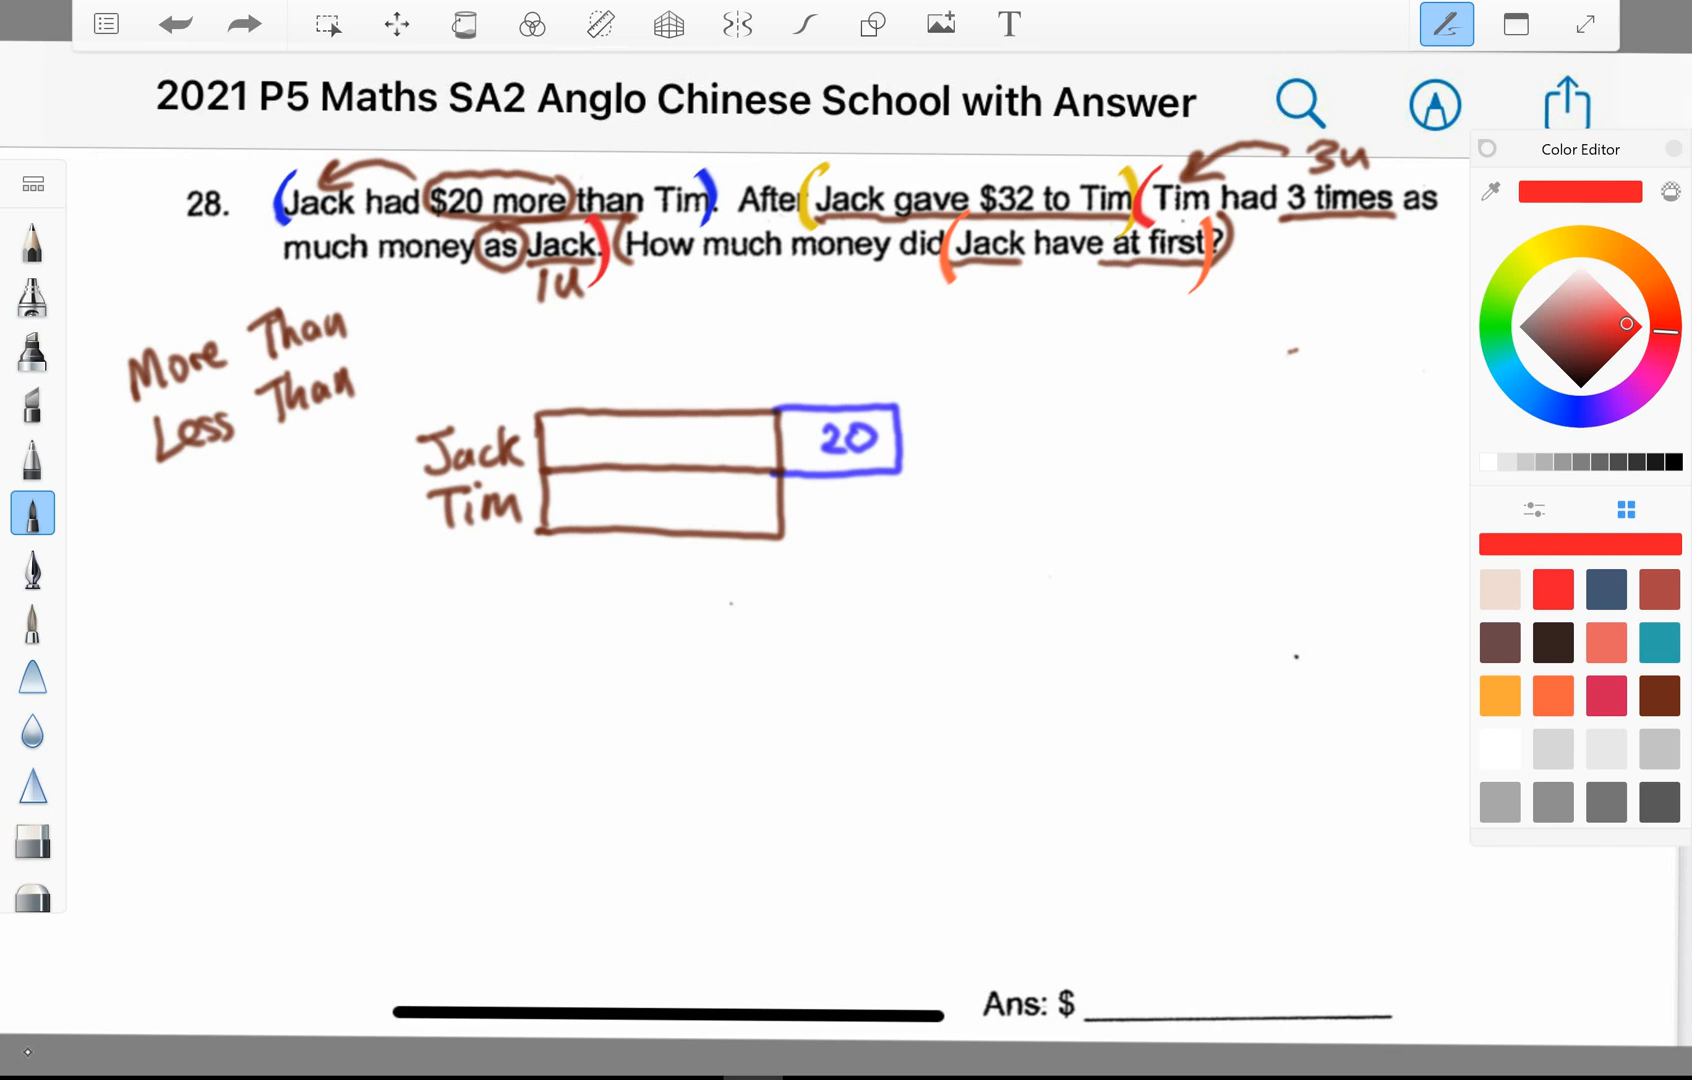 2021 P5 Maths SA2 Anglo Chinese School with Answer
3u
28. Jack had $20 more than Tim. After Jack gave $32 to Tim, Tim had 3 times as
much money as Jack. How much money did Jack have at first?
1u
More Than
Less Than
Jack 20
Tim
Ans: $
Color Editor
T